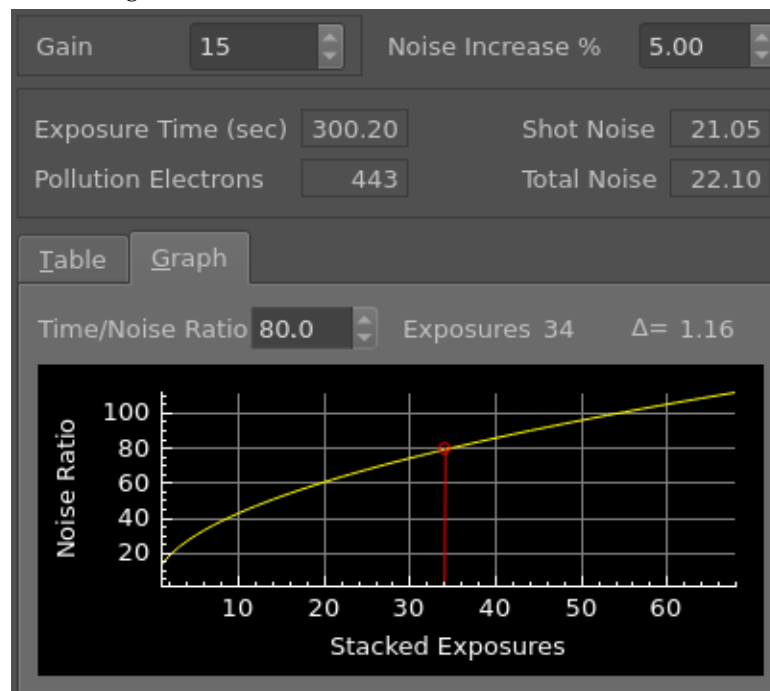 Gain 15 Noise Increase % 5.00
Exposure Time (sec) 300.20 Shot Noise 21.05
Pollution Electrons 443 Total Noise 22.10
Table Graph
Time/Noise Ratio 80.0 Exposures 34 Δ= 1.16
100
80
60
40
20
Noise Ratio
10 20 30 40 50 60
Stacked Exposures